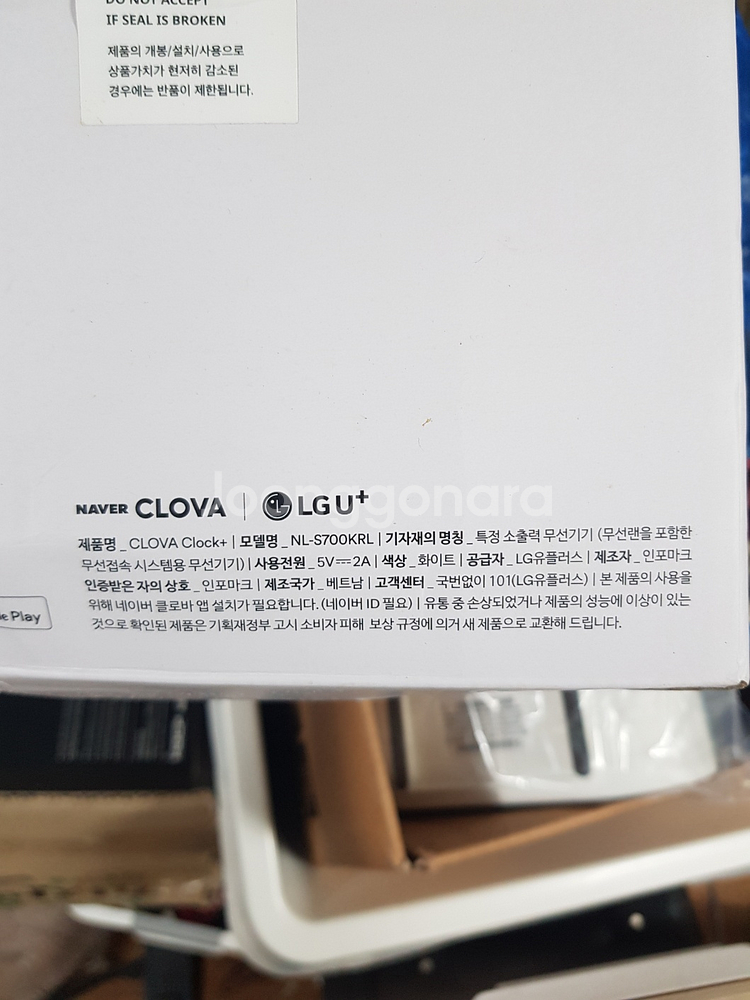 DO NOT ACCEPT
IF SEAL IS BROKEN
제품의 개봉/설치/사용으로
상품가치가 현저히 감소된
경우에는 반품이 제한됩니다.
loonggonara
NAVER CLOVA | LG U+
제품명 _ CLOVA Clock+ | 모델명 _ NL-S700KRL | 기자재의 명칭 _ 특정 소출력 무선기기 (무선랜을 포함한
무선접속 시스템용 무선기기) | 사용전원 _ 5V⎓2A | 색상 _ 화이트 | 공급자 _ LG유플러스 | 제조자 _ 인포마크
인증받은 자의 상호 _ 인포마크 | 제조국가 _ 베트남 | 고객센터 _ 국번없이 101(LG유플러스) | 본 제품의 사용을
위해 네이버 클로바 앱 설치가 필요합니다. (네이버 ID 필요) | 유통 중 손상되었거나 제품의 성능에 이상이 있는
것으로 확인된 제품은 기획재정부 고시 소비자 피해 보상 규정에 의거 새 제품으로 교환해 드립니다.
Play